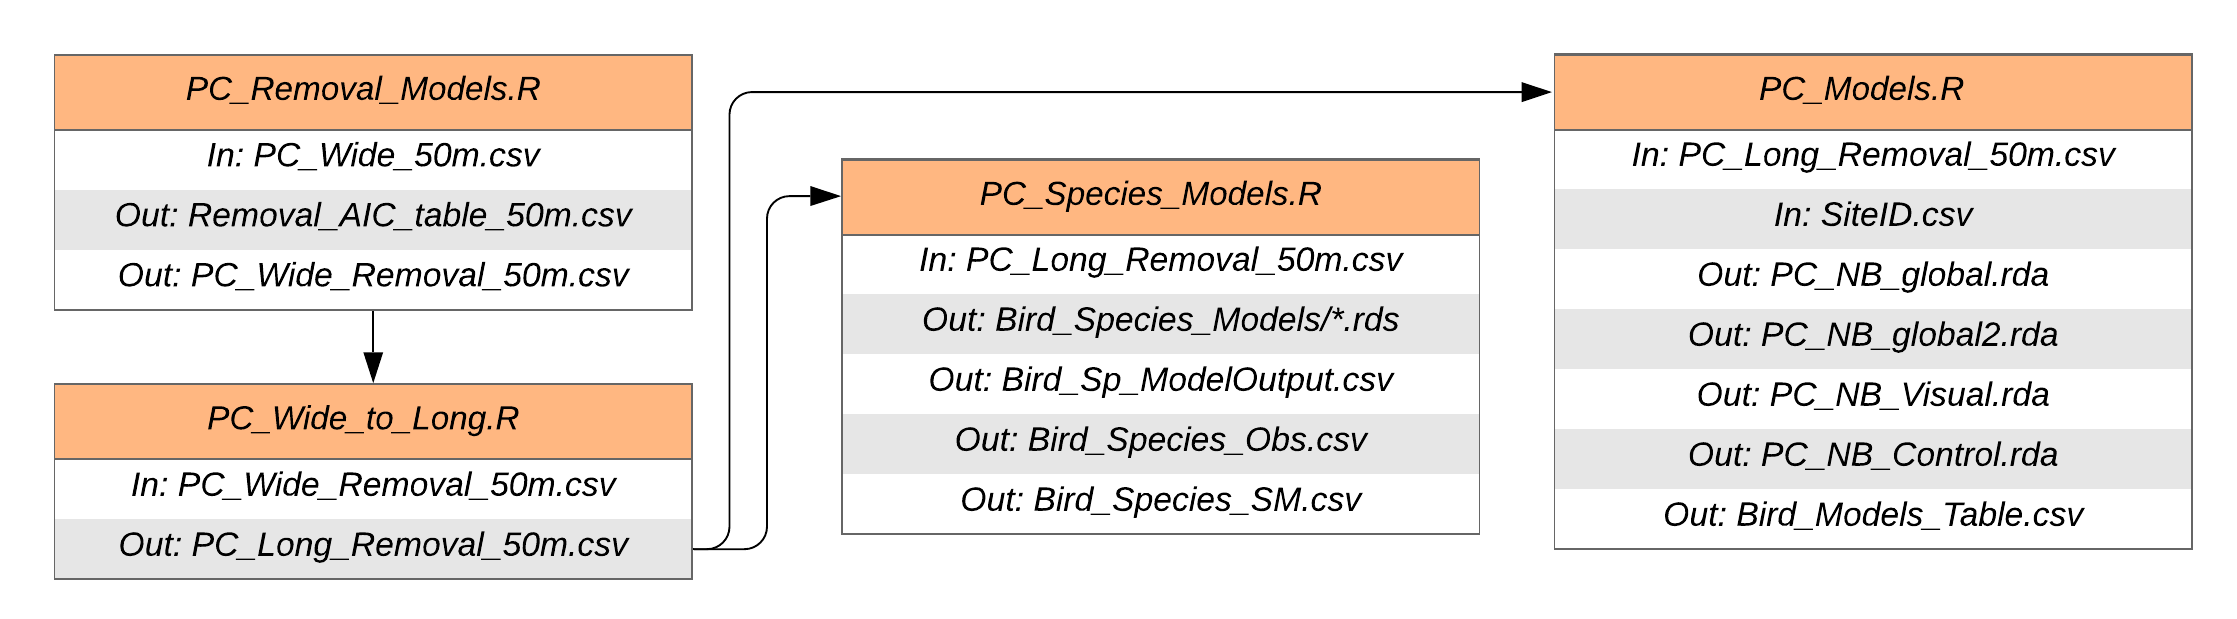 PC_Removal_Models.R
In: PC_Wide_50m.csv
Out: Removal_AIC_table_50m.csv
Out: PC_Wide_Removal_50m.csv
PC_Wide_to_Long.R
In: PC_Wide_Removal_50m.csv
Out: PC_Long_Removal_50m.csv
PC_Species_Models.R
In: PC_Long_Removal_50m.csv
Out: Bird_Species_Models/*.rds
Out: Bird_Sp_ModelOutput.csv
Out: Bird_Species_Obs.csv
Out: Bird_Species_SM.csv
PC_Models.R
In: PC_Long_Removal_50m.csv
In: SiteID.csv
Out: PC_NB_global.rda
Out: PC_NB_global2.rda
Out: PC_NB_Visual.rda
Out: PC_NB_Control.rda
Out: Bird_Models_Table.csv